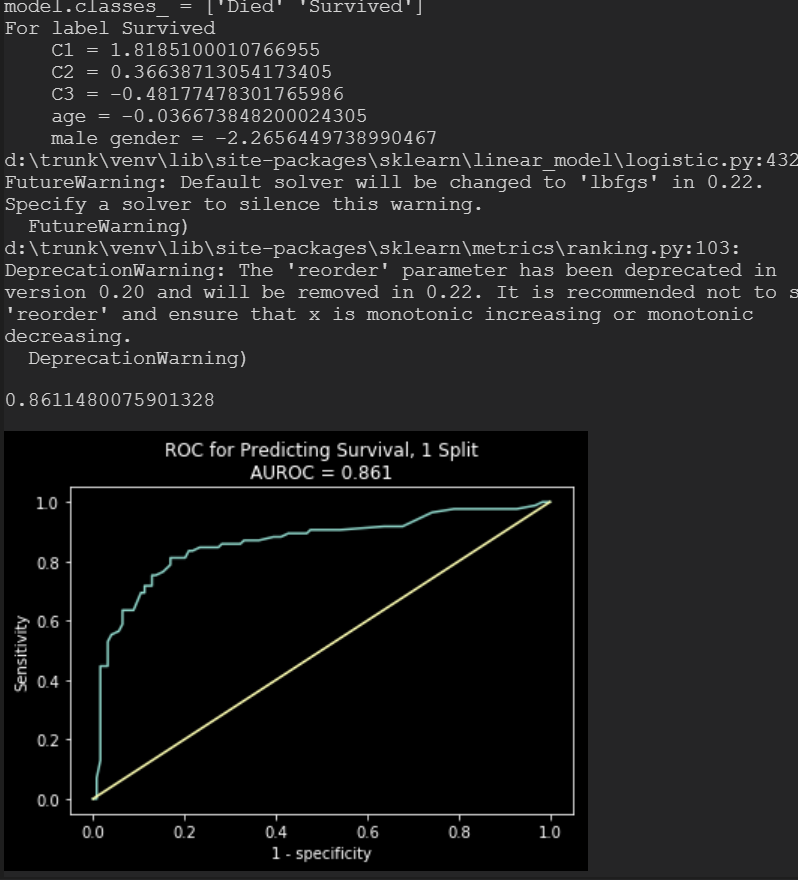 model.classes_ = ['Died' 'Survived']
For label Survived
    C1 = 1.8185100010766955
    C2 = 0.36638713054173405
    C3 = -0.48177478301765986
    age = -0.036673848200024305
    male gender = -2.2656449738990467
d:\trunk\venv\lib\site-packages\sklearn\linear_model\logistic.py:432
FutureWarning: Default solver will be changed to 'lbfgs' in 0.22.
Specify a solver to silence this warning.
  FutureWarning)
d:\trunk\venv\lib\site-packages\sklearn\metrics\ranking.py:103:
DeprecationWarning: The 'reorder' parameter has been deprecated in
version 0.20 and will be removed in 0.22. It is recommended not to s
'reorder' and ensure that x is monotonic increasing or monotonic
decreasing.
  DeprecationWarning)
0.8611480075901328
ROC for Predicting Survival, 1 Split
AUROC = 0.861
1.0
0.8
0.6
0.4
0.2
0.0
Sensitivity
0.0 0.2 0.4 0.6 0.8 1.0
1 - specificity